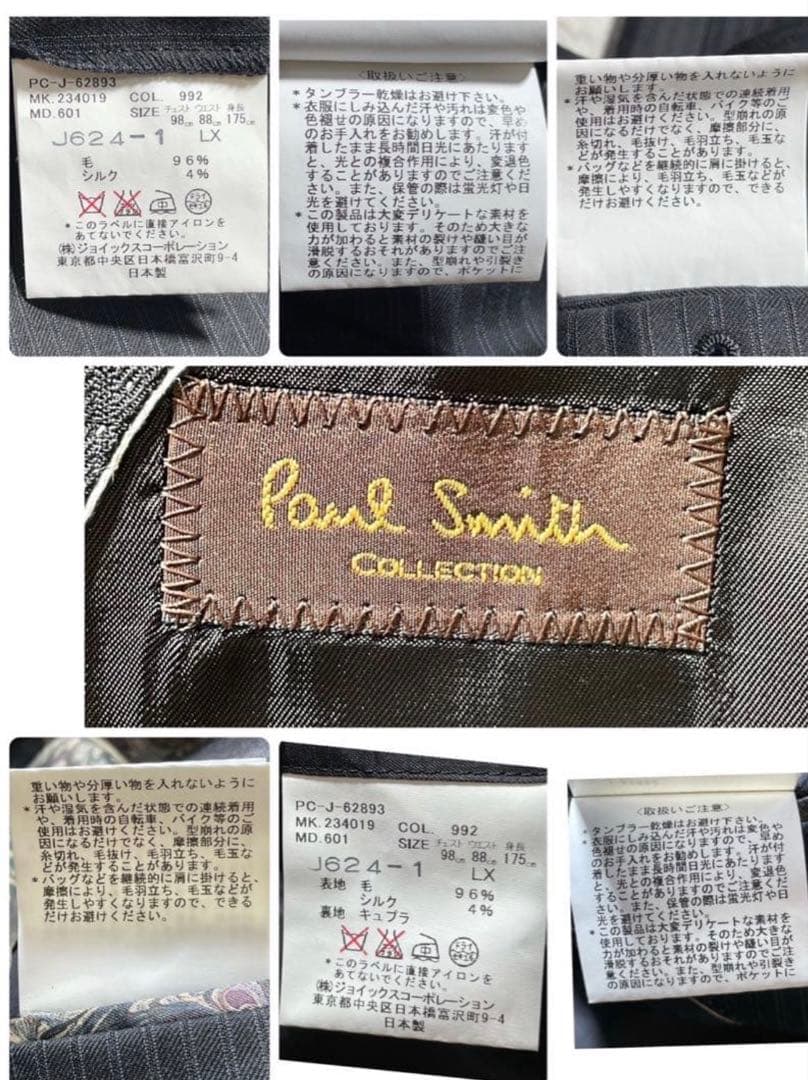 PC-J-62893
MK.234019 COL. 992
MD.601 SIZE チェスト ウエスト 身長
98cm 88cm 175cm
J624-1 LX
毛 96%
シルク 4%
*このラベルに直接アイロンを
あてないでください。
(株)ジョイックスコーポレーション
東京都中央区日本橋富沢町9-4
日本製
<取扱いご注意>
*タンブラー乾燥はお避け下さい。
*衣服にしみ込んだ汗や汚れは変色や
色褪せの原因になりますので、早め
のお手入れをお勧めします。汗が付
着したまま長時間日光にあたります
と、光との複合作用により、変退色
することがありますのでご注意くだ
さい。また、保管の際は蛍光灯や日
光を避けてください。
*この製品は大変デリケートな素材を
使用しております。そのため大きな
力が加わると素材の裂けや縫い目が
滑脱するおそれがありますのでご注
意ください。また、型崩れや引裂き
の原因になりますので、ポケットに
重い物や分厚い物を入れないように
お願いします。
*汗や湿気を含んだ状態での連続着用
や、着用時の自転車、バイク等のご
使用はお避けください。型崩れの原
因になるだけでなく、摩擦部分に、
糸切れ、毛抜け、毛羽立ち、毛玉な
どが発生することがあります。
*バッグなどを継続的に肩に掛けると、
摩擦により、毛羽立ち、毛玉などが
発生しやすくなりますので、できる
だけお避けください。
Paul Smith
COLLECTION
重い物や分厚い物を入れないように
お願いします。
*汗や湿気を含んだ状態での連続着用
や、着用時の自転車、バイク等のご
使用はお避けください。型崩れの原
因になるだけでなく、摩擦部分に、
糸切れ、毛抜け、毛羽立ち、毛玉な
どが発生することがあります。
*バッグなどを継続的に肩に掛けると、
摩擦により、毛羽立ち、毛玉などが
発生しやすくなりますので、できる
だけお避けください。
PC-J-62893
MK.234019 COL. 992
MD.601 SIZE チェスト ウエスト 身長
98cm 88cm 175cm
J624-1 LX
表地 毛 96%
シルク 4%
裏地 キュプラ
*このラベルに直接アイロンを
あてないでください。
(株)ジョイックスコーポレーション
東京都中央区日本橋富沢町9-4
日本製
<取扱いご注意>
*タンブラー乾燥はお避け下さい。
*衣服にしみ込んだ汗や汚れは変色や
色褪せの原因になりますので、早め
のお手入れをお勧めします。汗が付
着したまま長時間日光にあたります
と、光との複合作用により、変退色
することがありますのでご注意くだ
さい。また、保管の際は蛍光灯や日
光を避けてください。
*この製品は大変デリケートな素材を
使用しております。そのため大きな
力が加わると素材の裂けや縫い目が
滑脱するおそれがありますのでご注
意ください。また、型崩れや引裂き
の原因になりますので、ポケットに